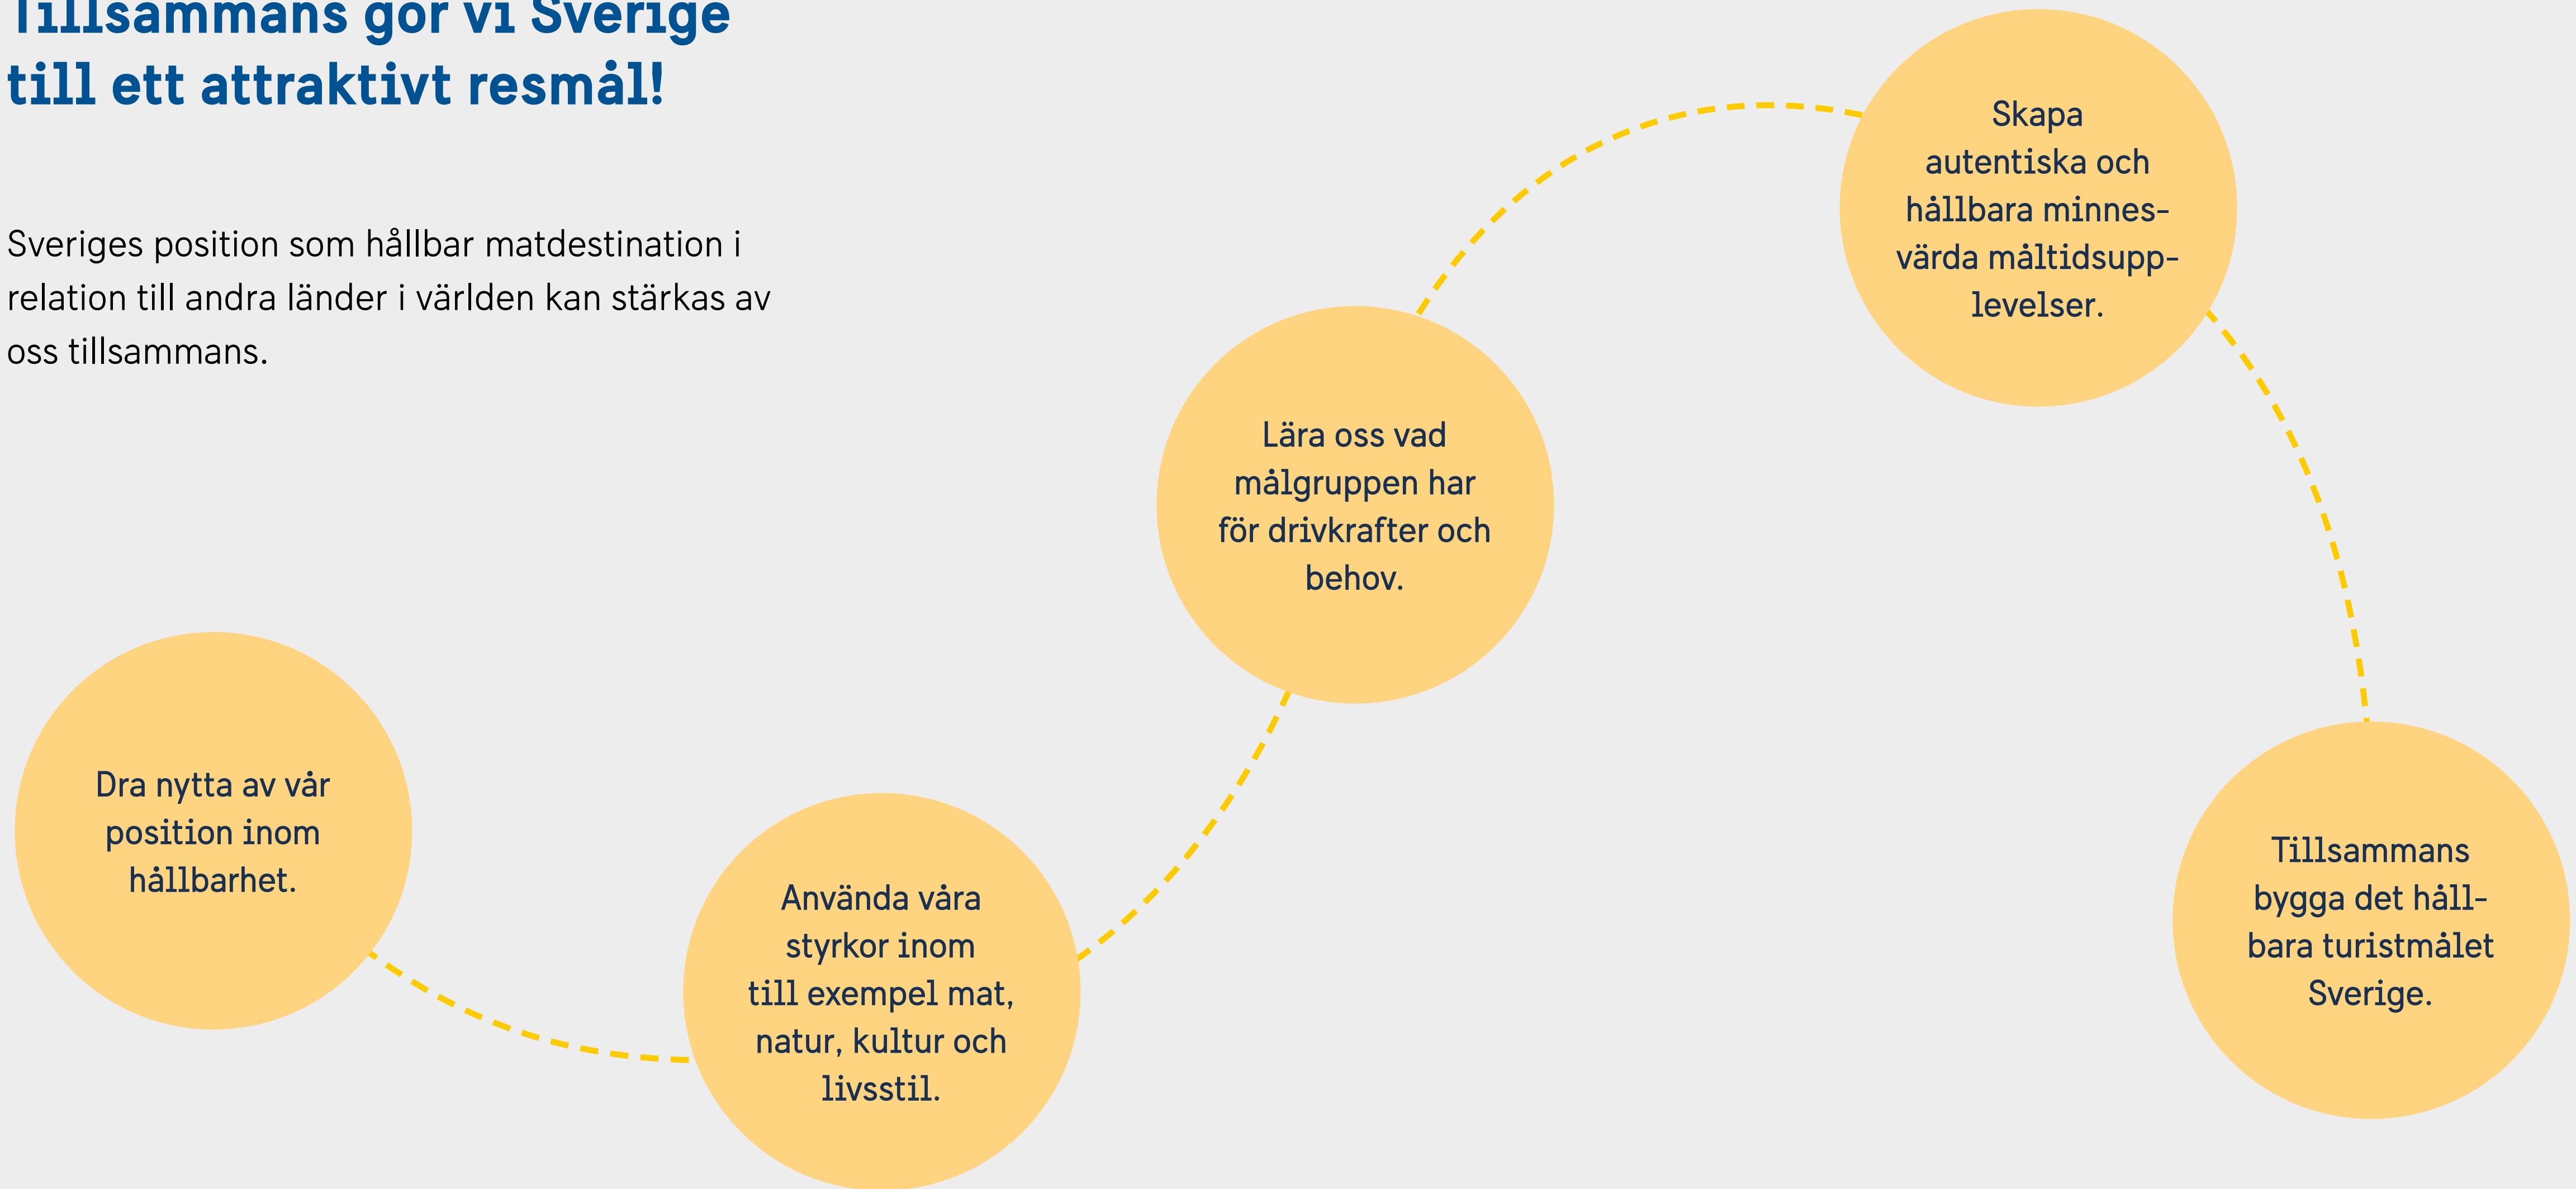 Tillsammans gör vi Sverige
till ett attraktivt resmål!
Sveriges position som hållbar matdestination i
relation till andra länder i världen kan stärkas av
oss tillsammans.
Dra nytta av vår
position inom
hållbarhet.
Använda våra
styrkor inom
till exempel mat,
natur, kultur och
livsstil.
Lära oss vad
målgruppen har
för drivkrafter och
behov.
Skapa
autentiska och
hållbara minnes-
värda måltidsupp-
levelser.
Tillsammans
bygga det håll-
bara turistmålet
Sverige.